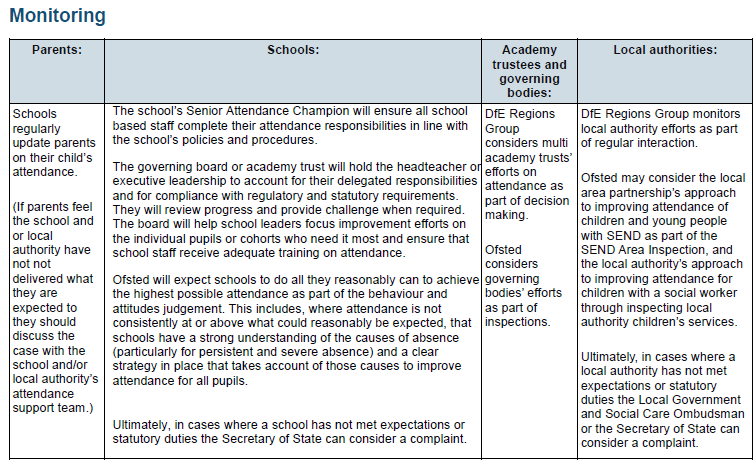 Monitoring
Parents:
Schools:
Academy
trustees and
governing
bodies:
Local authorities:
Schools
regularly
update parents
on their child's
attendance.
(If parents feel
the school and
or local
authority have
not not
delivered what
they are
expected to
they should
discuss the
case with the
school and/or
local authority's
attendance
support team.)
The school's Senior Attendance Champion will ensure all school
based staff complete their attendance responsibilities in line with
the school's policies and procedures.
The governing board or academy trust will hold the headteacher or
executive leadership to account for their delegated responsibilities
and for compliance with regulatory and statutory requirements.
They will review progress and provide challenge when required.
The board will help school leaders focus improvement efforts on
the individual pupils or cohorts who need it most and ensure that
school staff receive adequate training on attendance.
Ofsted will expect schools to do all they reasonably can to achieve
the highest possible attendance as part of the behaviour and
attitudes judgement. This includes, where attendance is not
consistently at or above what could reasonably be expected, that
schools have a strong understanding of the causes of absence
(particularly for persistent and severe absence) and a clear
strategy in place that takes account of those causes to improve
attendance for all pupils.
Ultimately, in cases where a school has not met expectations or
statutory duties the Secretary of State can consider a complaint.
DfE Regions
Group
considers multi
academy trusts'
efforts on
attendance as
part of decision
making.
Ofsted
considers
governing
bodies' efforts
as part of
inspections.
DfE Regions Group monitors
local authority efforts as part
of regular interaction.
Ofsted may consider the local
area partnership's approach
to improving attendance of
children and young people
with SEND as part of the
SEND Area Inspection, and
the local authority's approach
to improving attendance for
children with a social worker
through inspecting local
authority children's services.
Ultimately, in cases where a
local authority has not met
expectations or statutory
duties the Local Government
and Social Care Ombudsman
or the Secretary of State can
consider a complaint.